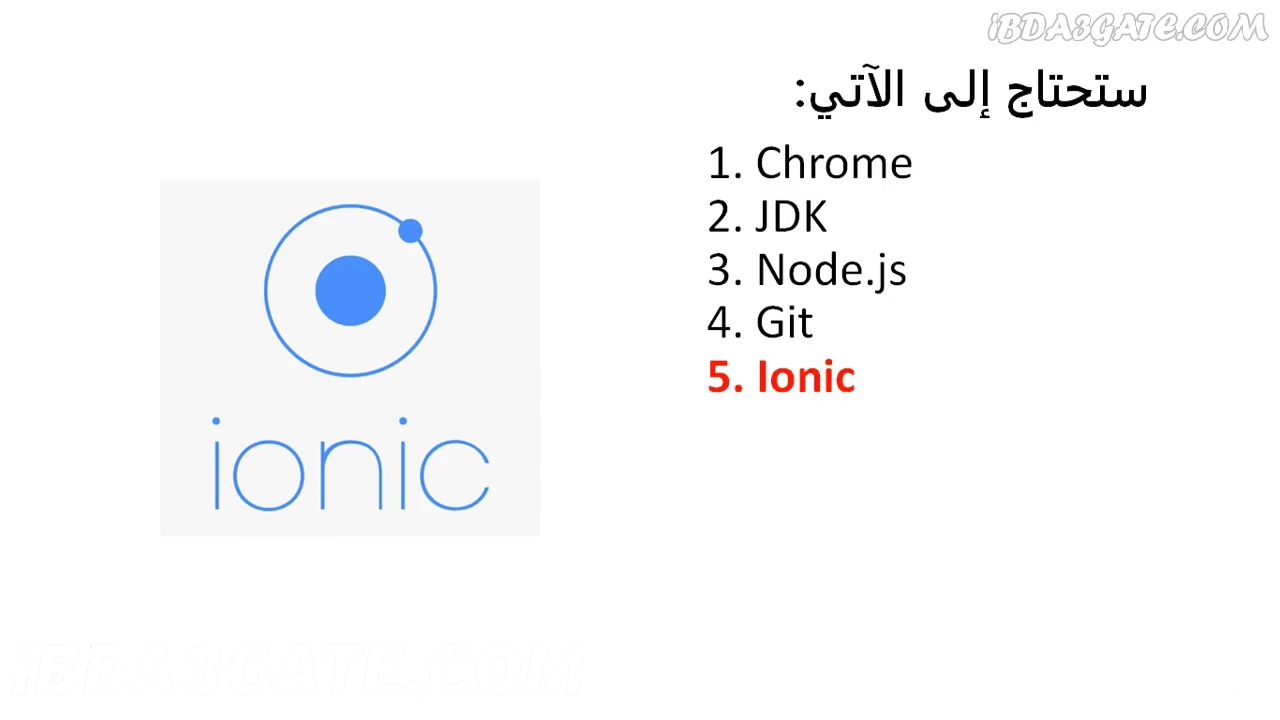 iBDA3GATE.COM
ستحتاج إلى الآتي:
1. Chrome
2. JDK
3. Node.js
4. Git
5. Ionic
ionic
iBDA3GATE.COM